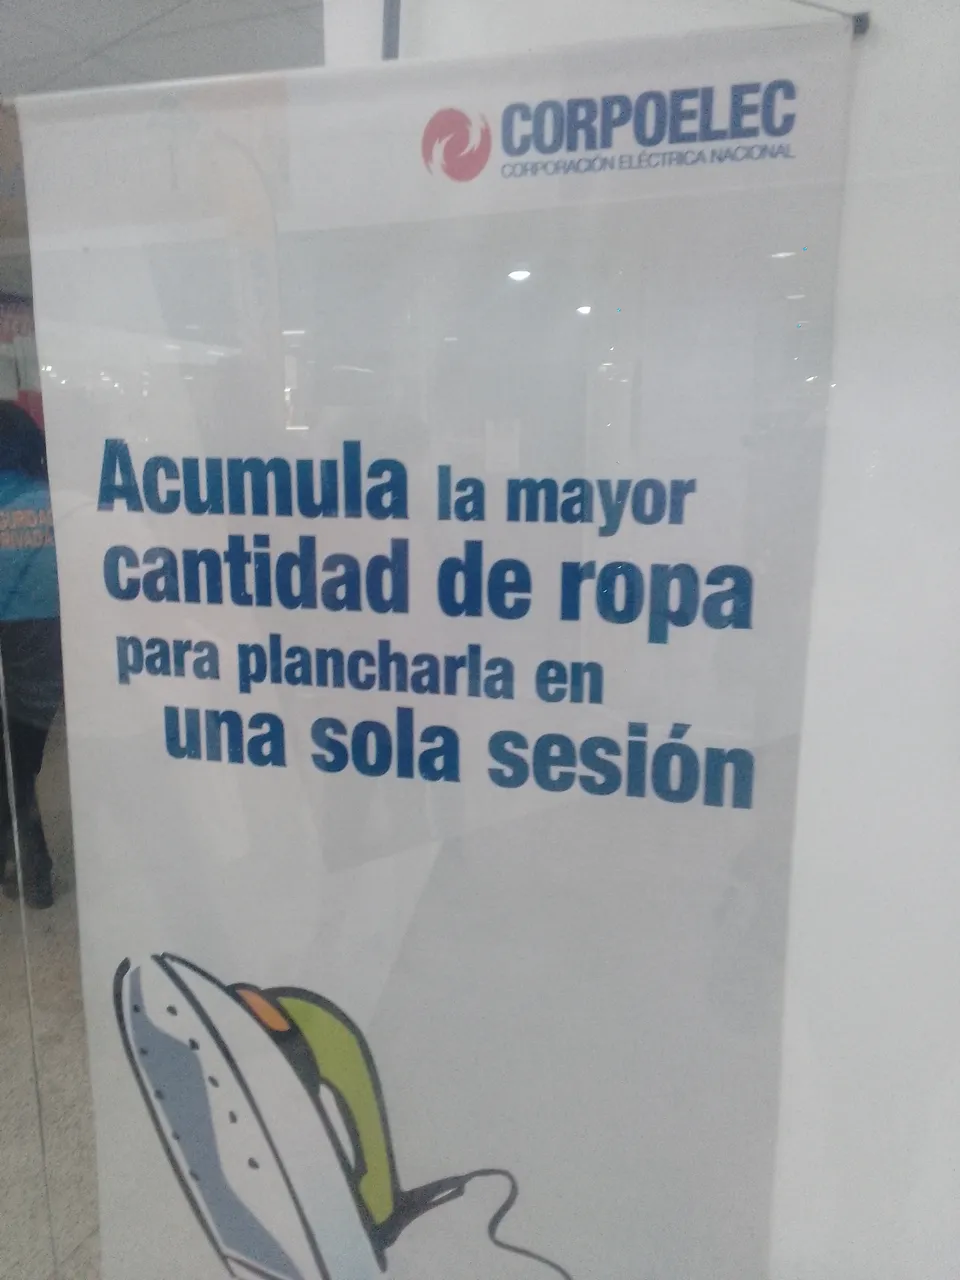 CORPOELEC
CORPORACIÓN ELÉCTRICA NACIONAL
Acumula la mayor
cantidad de ropa
para plancharla en
una sola sesión